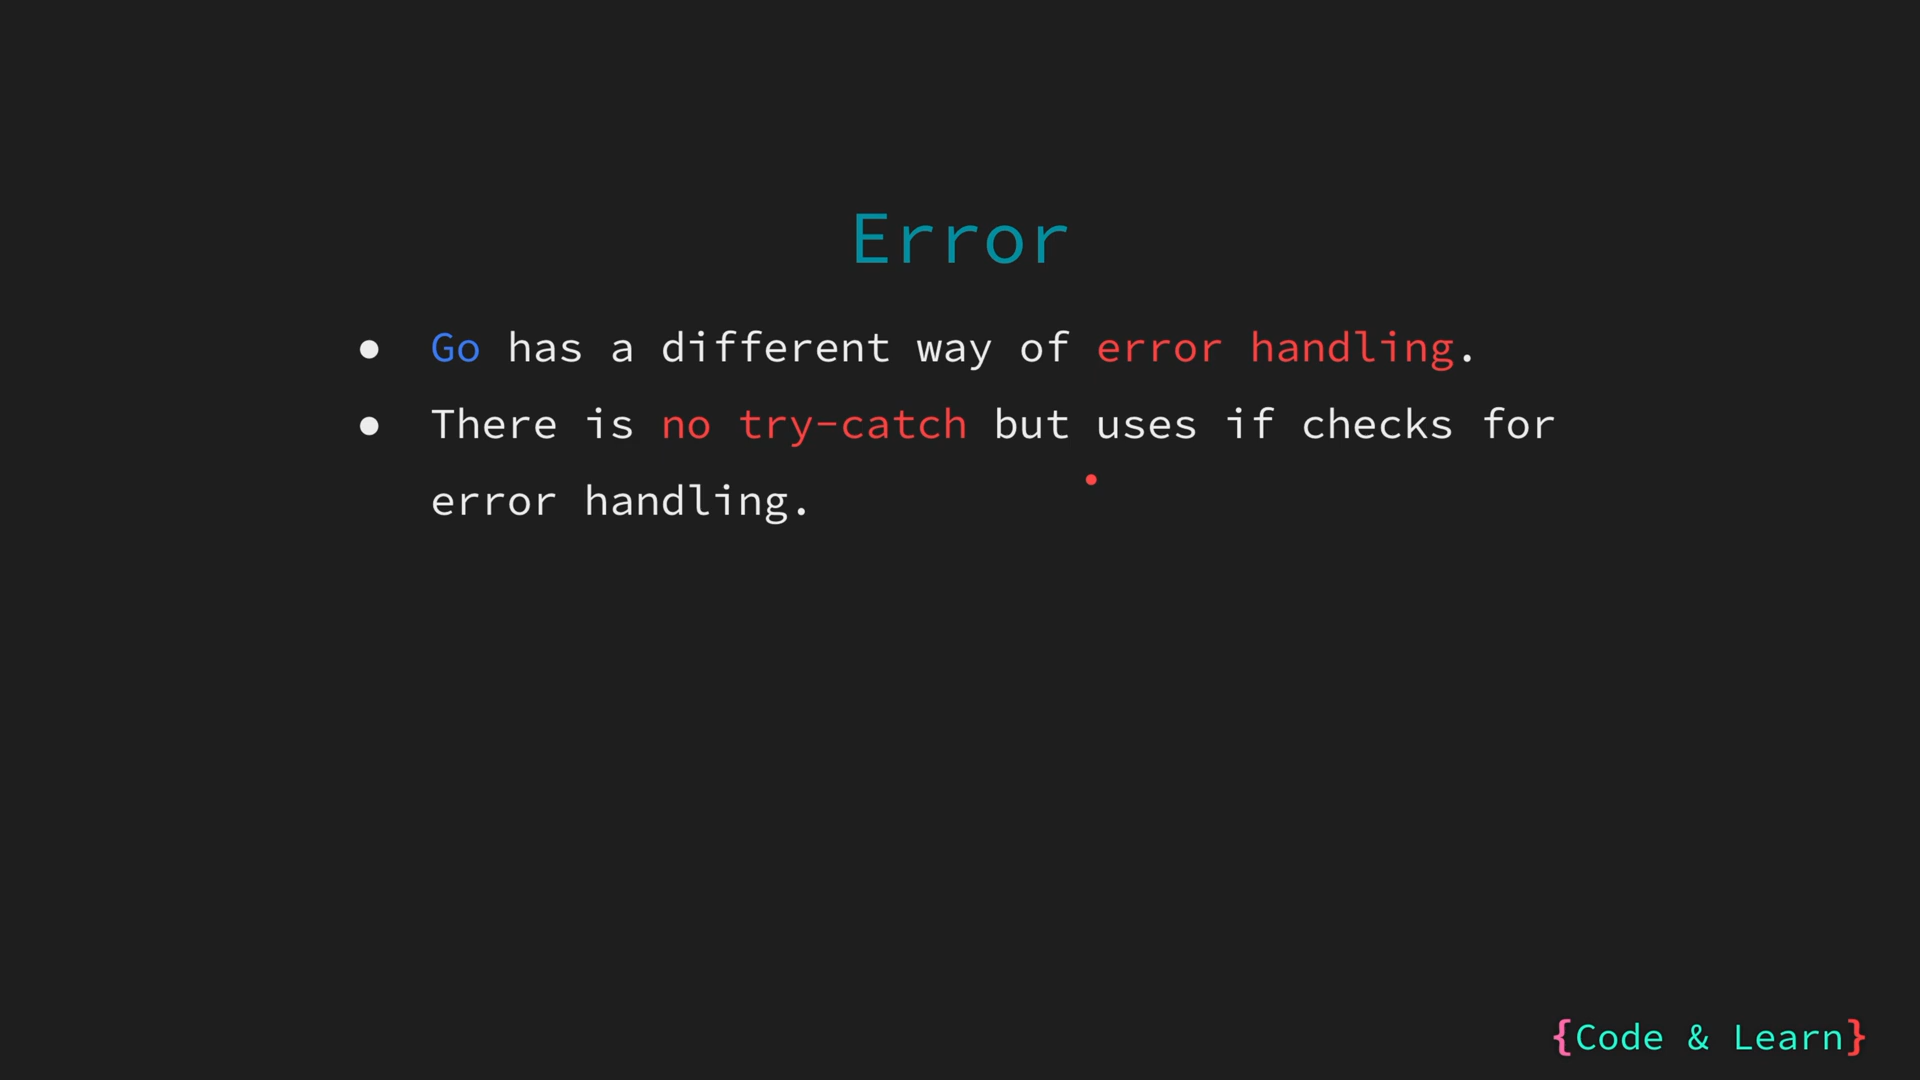 Error
● Go has a different way of error handling.
● There is no try-catch but uses if checks for
error handling.
{Code & Learn}